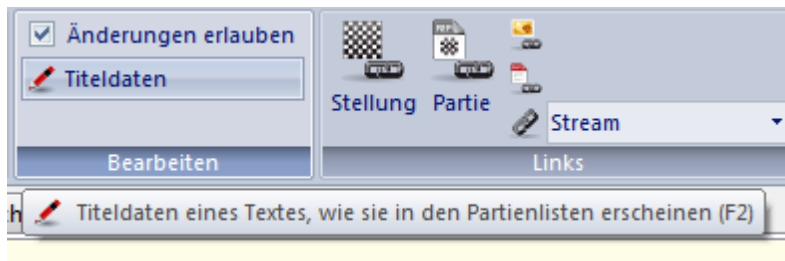 Änderungen erlauben
Titeldaten
Bearbeiten
Stellung
Partie
Stream
Links
Titeldaten eines Textes, wie sie in den Partienlisten erscheinen (F2)